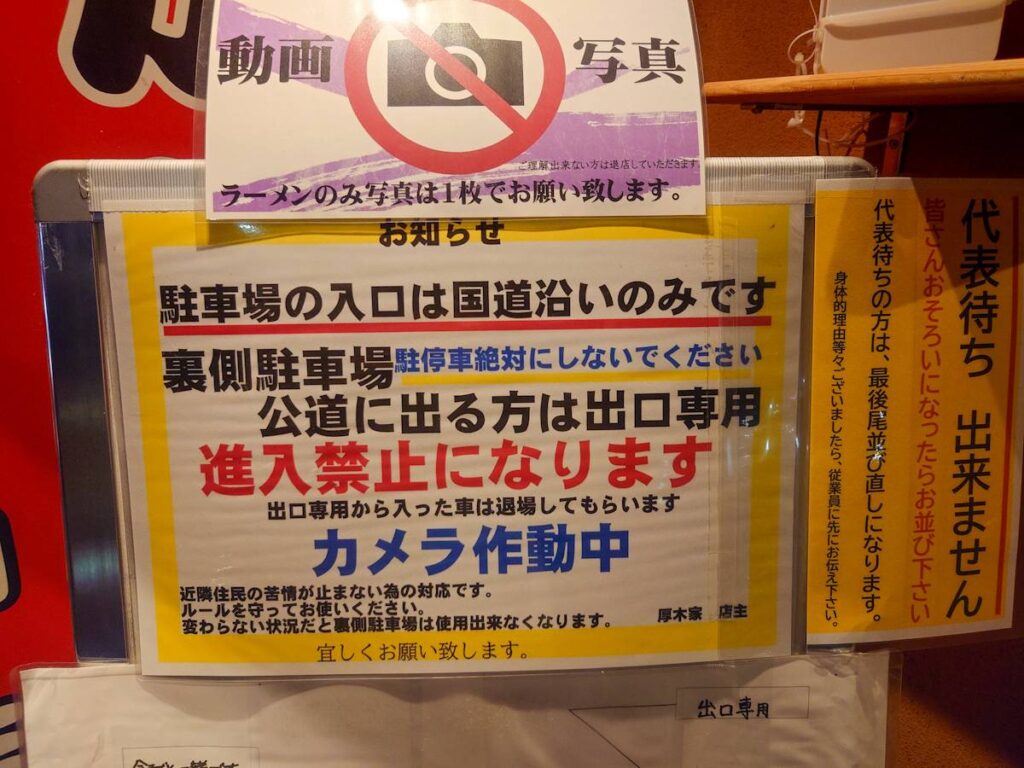 動画 写真
ご理解出来ない方は退店していただきます
ラーメンのみ写真は1枚でお願い致します。
お知らせ
駐車場の入口は国道沿いのみです
裏側駐車場駐停車絶対にしないでください
公道に出る方は出口専用
進入禁止になります
出口専用から入った車は退場してもらいます
カメラ作動中
近隣住民の苦情が止まない為の対応です。
ルールを守ってお使いください。
変わらない状況だと裏側駐車場は使用出来なくなります。
厚木家 店主
宜しくお願い致します。
代表待ち 出来ません
皆さんおそろいになったらお並び下さい
代表待ちの方は、最後尾並び直しになります。
身体的理由等々ございましたら、従業員に先にお伝え下さい。
出口専用